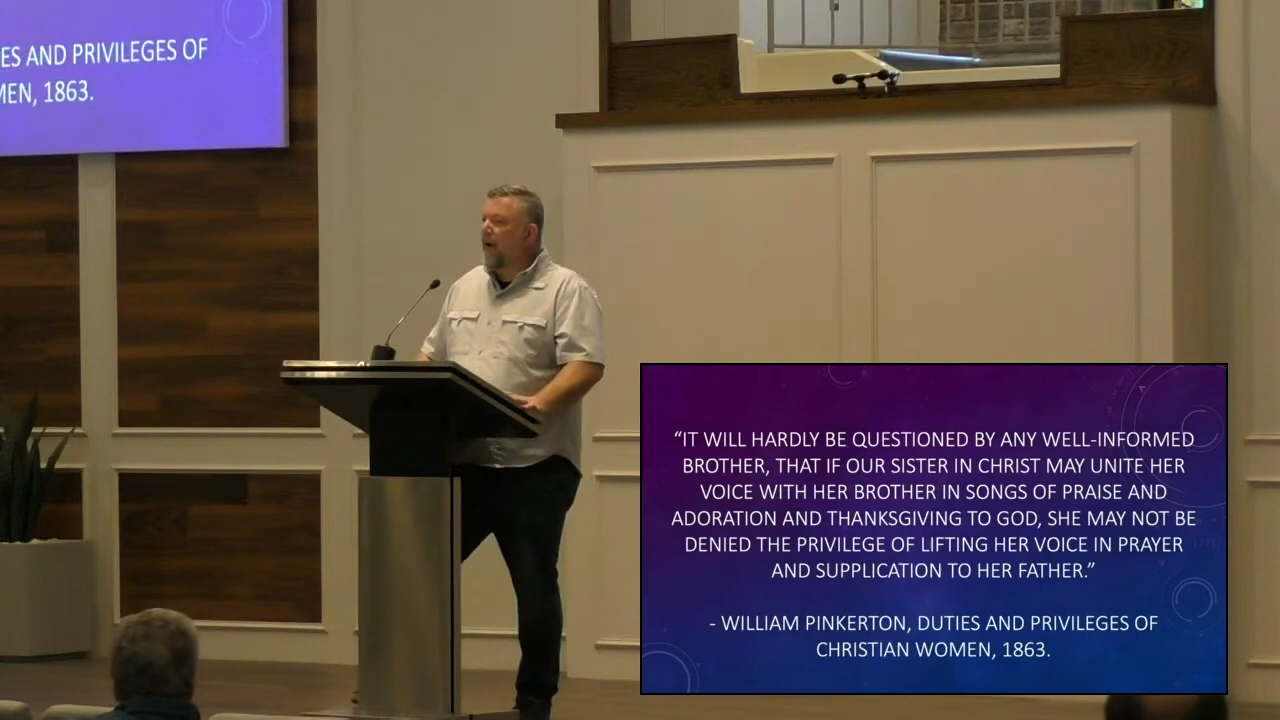 ES AND PRIVILEGES OF
MEN, 1863.
“IT WILL HARDLY BE QUESTIONED BY ANY WELL-INFORMED
BROTHER, THAT IF OUR SISTER IN CHRIST MAY UNITE HER
VOICE WITH HER BROTHER IN SONGS OF PRAISE AND
ADORATION AND THANKSGIVING TO GOD, SHE MAY NOT BE
DENIED THE PRIVILEGE OF LIFTING HER VOICE IN PRAYER
AND SUPPLICATION TO HER FATHER.”
- WILLIAM PINKERTON, DUTIES AND PRIVILEGES OF
CHRISTIAN WOMEN, 1863.